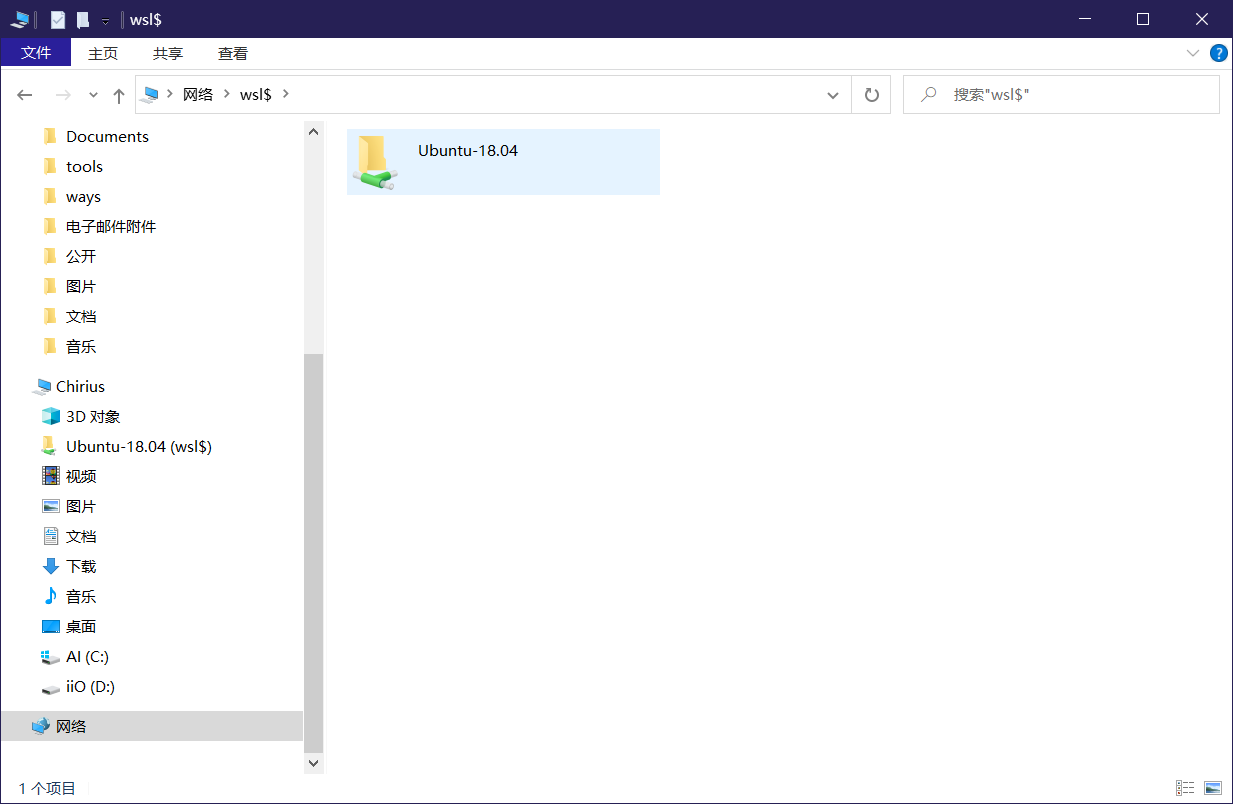 wsl$
文件 主页 共享 查看
网络 wsl$ 搜索"wsl$"
Documents
tools
ways
电子邮件附件
公开
图片
文档
音乐
Chirius
3D 对象
Ubuntu-18.04 (wsl$)
视频
图片
文档
下载
音乐
桌面
AI (C:)
iiO (D:)
网络
Ubuntu-18.04
1 个项目